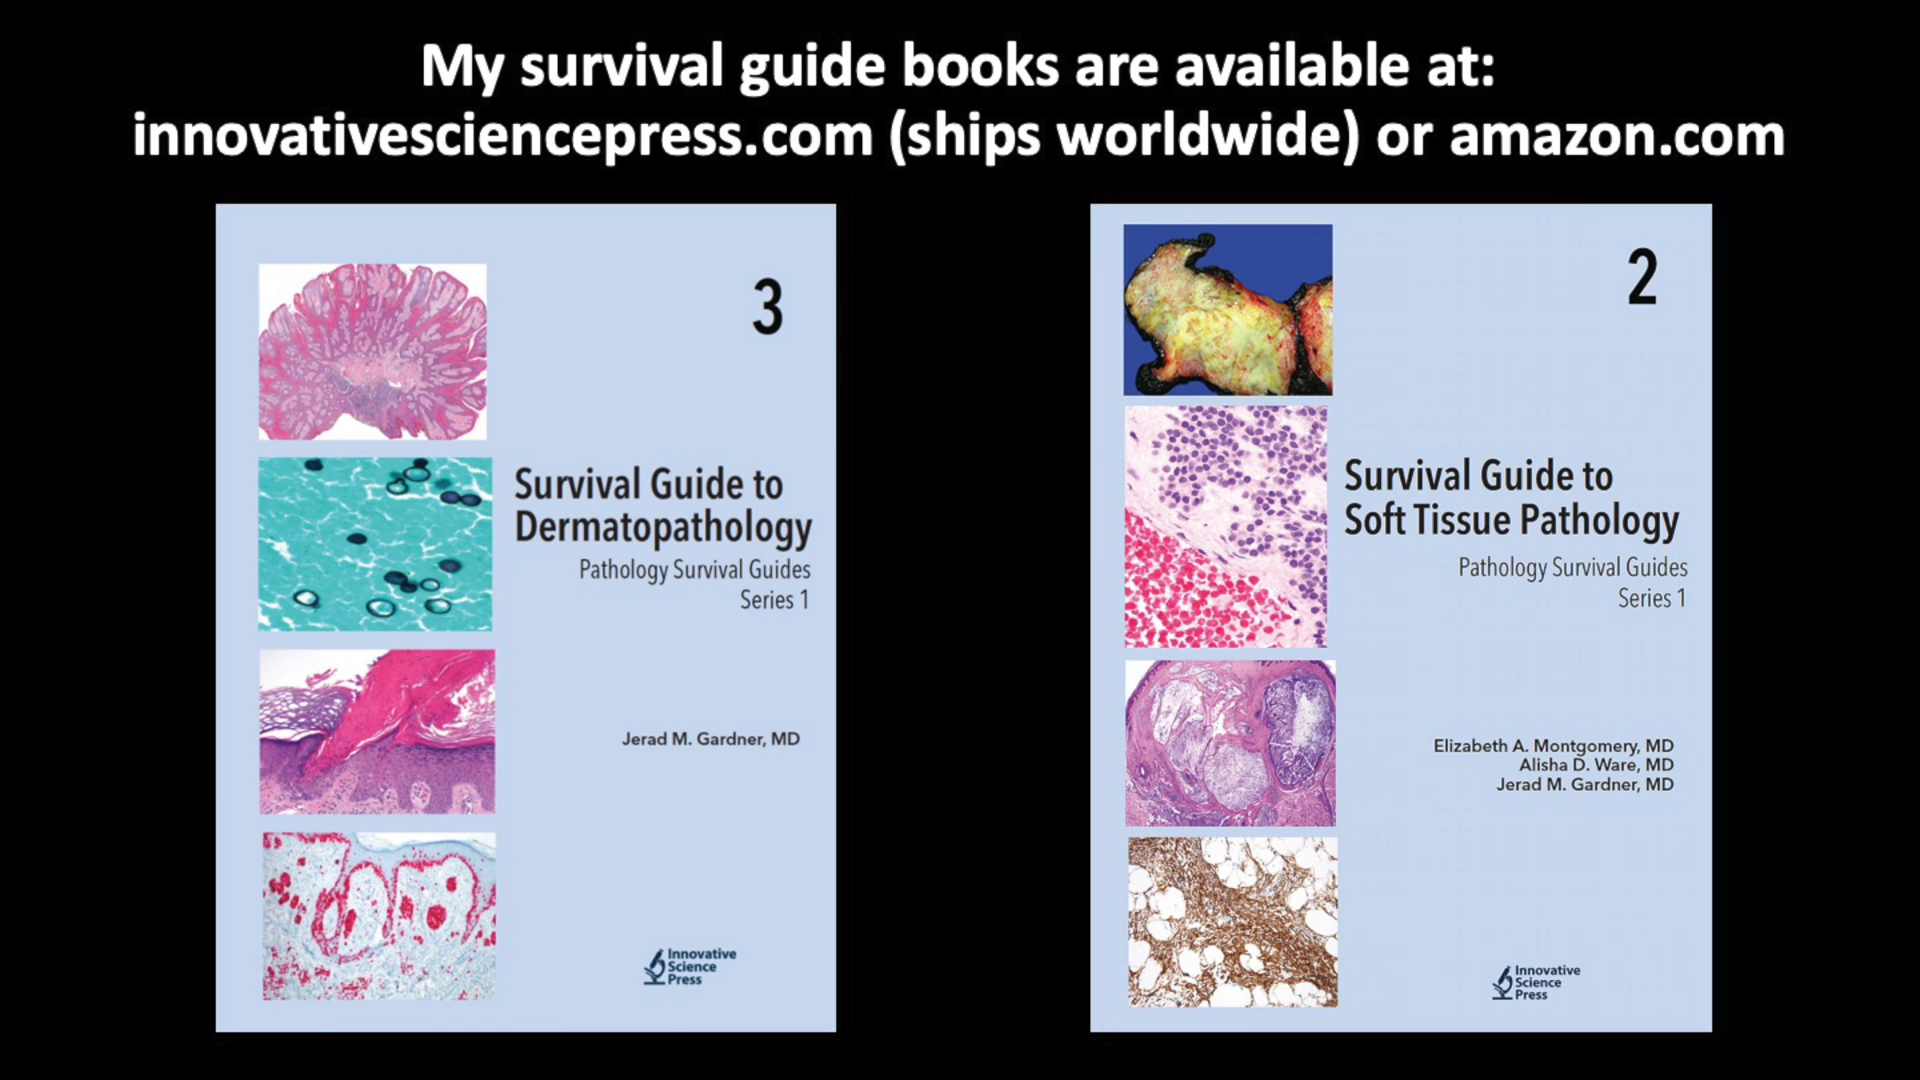 My survival guide books are available at:
innovativesciencepress.com (ships worldwide) or amazon.com
3
Survival Guide to
Dermatopathology
Pathology Survival Guides
Series 1
Jerad M. Gardner, MD
Innovative
Science
Press
2
Survival Guide to
Soft Tissue Pathology
Pathology Survival Guides
Series 1
Elizabeth A. Montgomery, MD
Alisha D. Ware, MD
Jerad M. Gardner, MD
Innovative
Science
Press